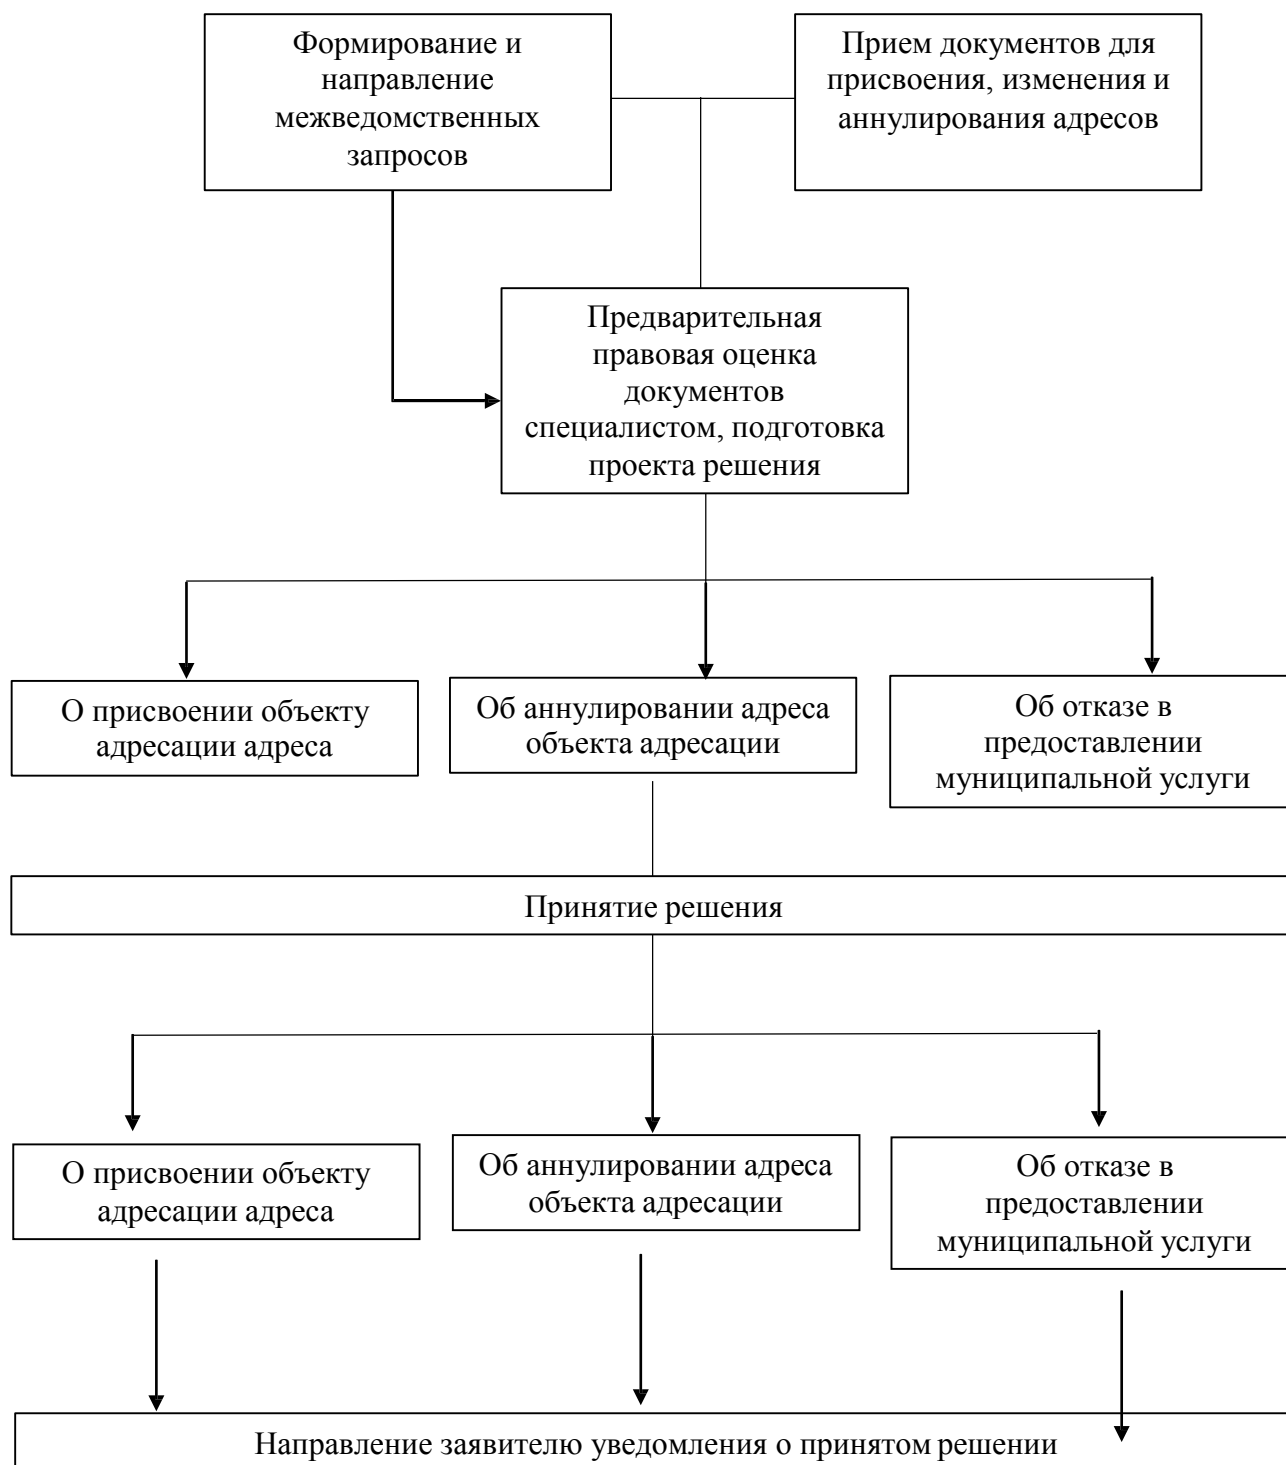 Формирование и
направление
межведомственных
запросов
Прием документов для
присвоения, изменения и
аннулирования адресов
Предварительная
правовая оценка
документов
специалистом, подготовка
проекта решения
О присвоении объекту
адресации адреса
Об аннулировании адреса
объекта адресации
Об отказе в
предоставлении
муниципальной услуги
Принятие решения
О присвоении объекту
адресации адреса
Об аннулировании адреса
объекта адресации
Об отказе в
предоставлении
муниципальной услуги
Направление заявителю уведомления о принятом решении